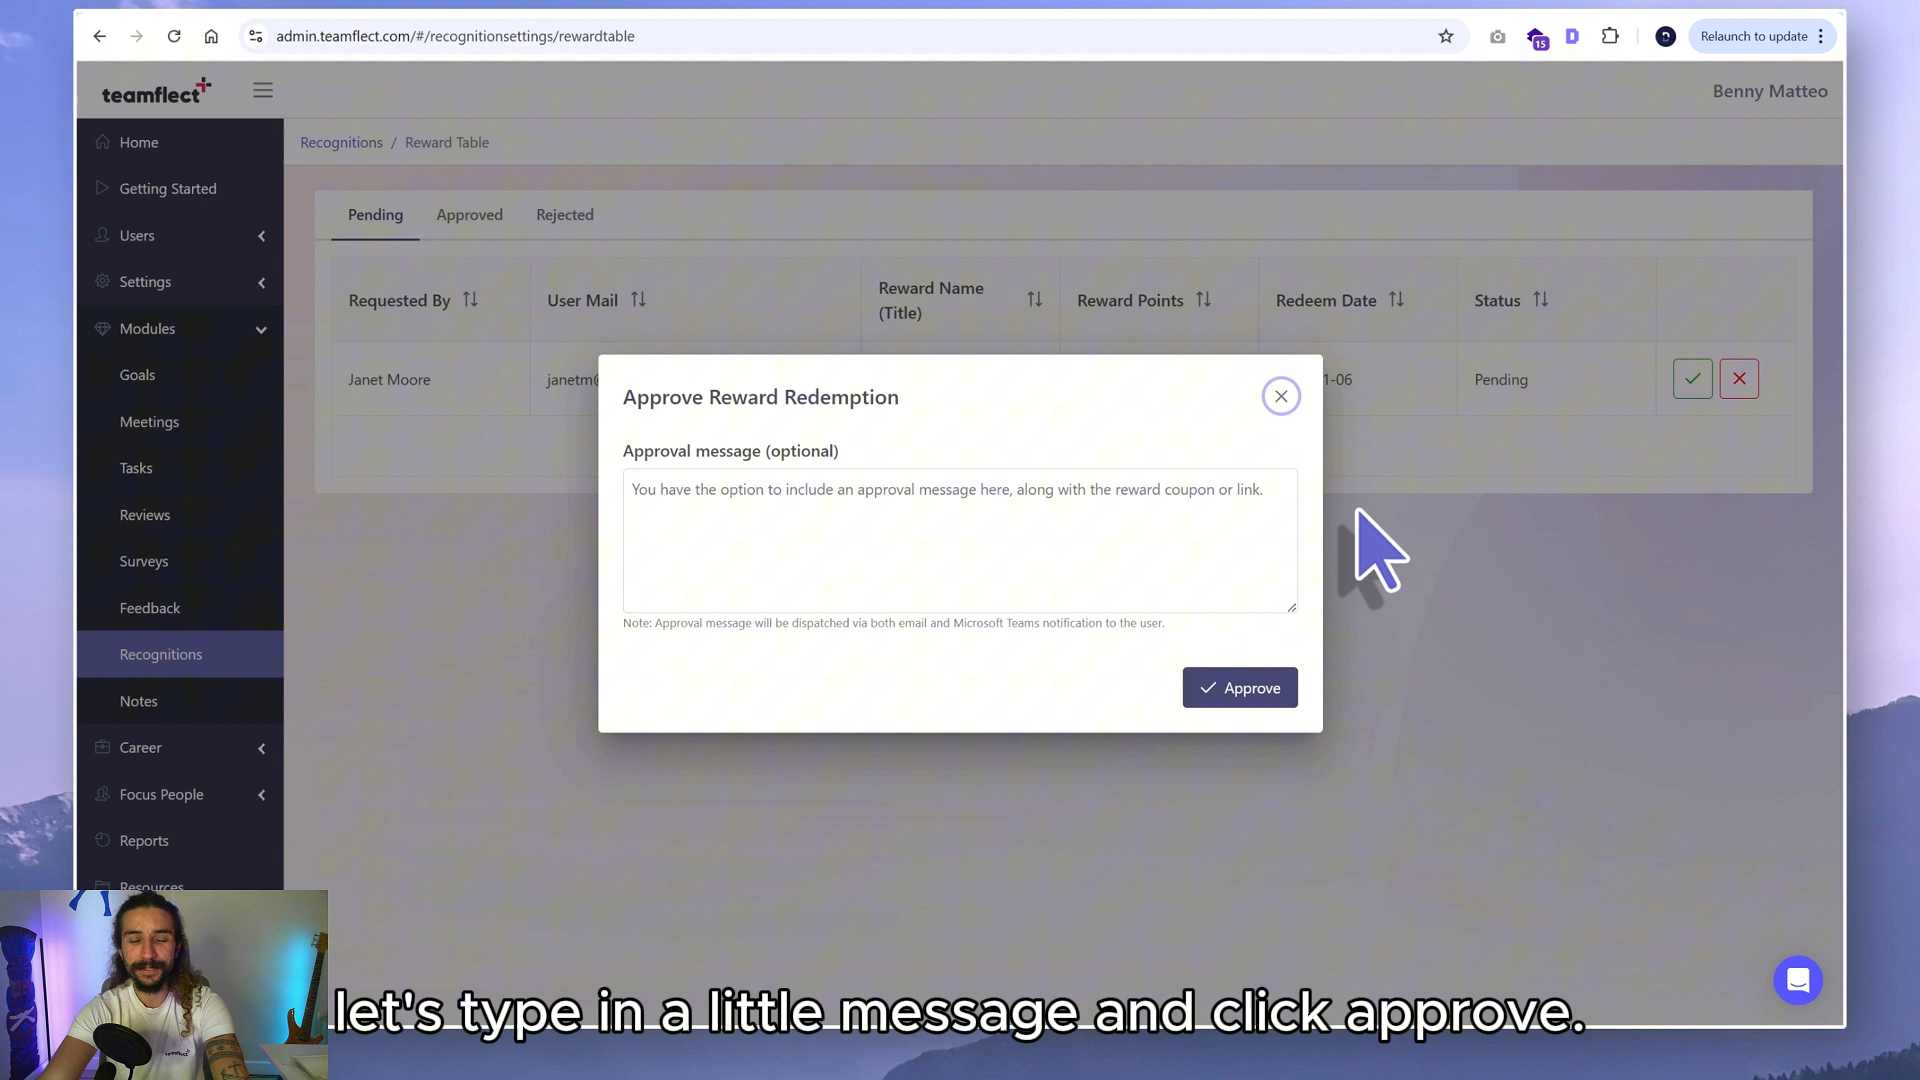 admin.teamflect.com/#/recognitionsettings/rewardtable
15
Relaunch to update
teamflect
Benny Matteo
Home
Getting Started
Users
Settings
Modules
Goals
Meetings
Tasks
Reviews
Surveys
Feedback
Recognitions
Notes
Career
Focus People
Reports
Resources
Recognitions / Reward Table
Pending Approved Rejected
Requested By User Mail Reward Name (Title) Reward Points Redeem Date Status
Janet Moore janetm@ 1-06 Pending
Approve Reward Redemption
Approval message (optional)
You have the option to include an approval message here, along with the reward coupon or link.
Note: Approval message will be dispatched via both email and Microsoft Teams notification to the user.
Approve
teamflect
let's type in a little message and click approve.